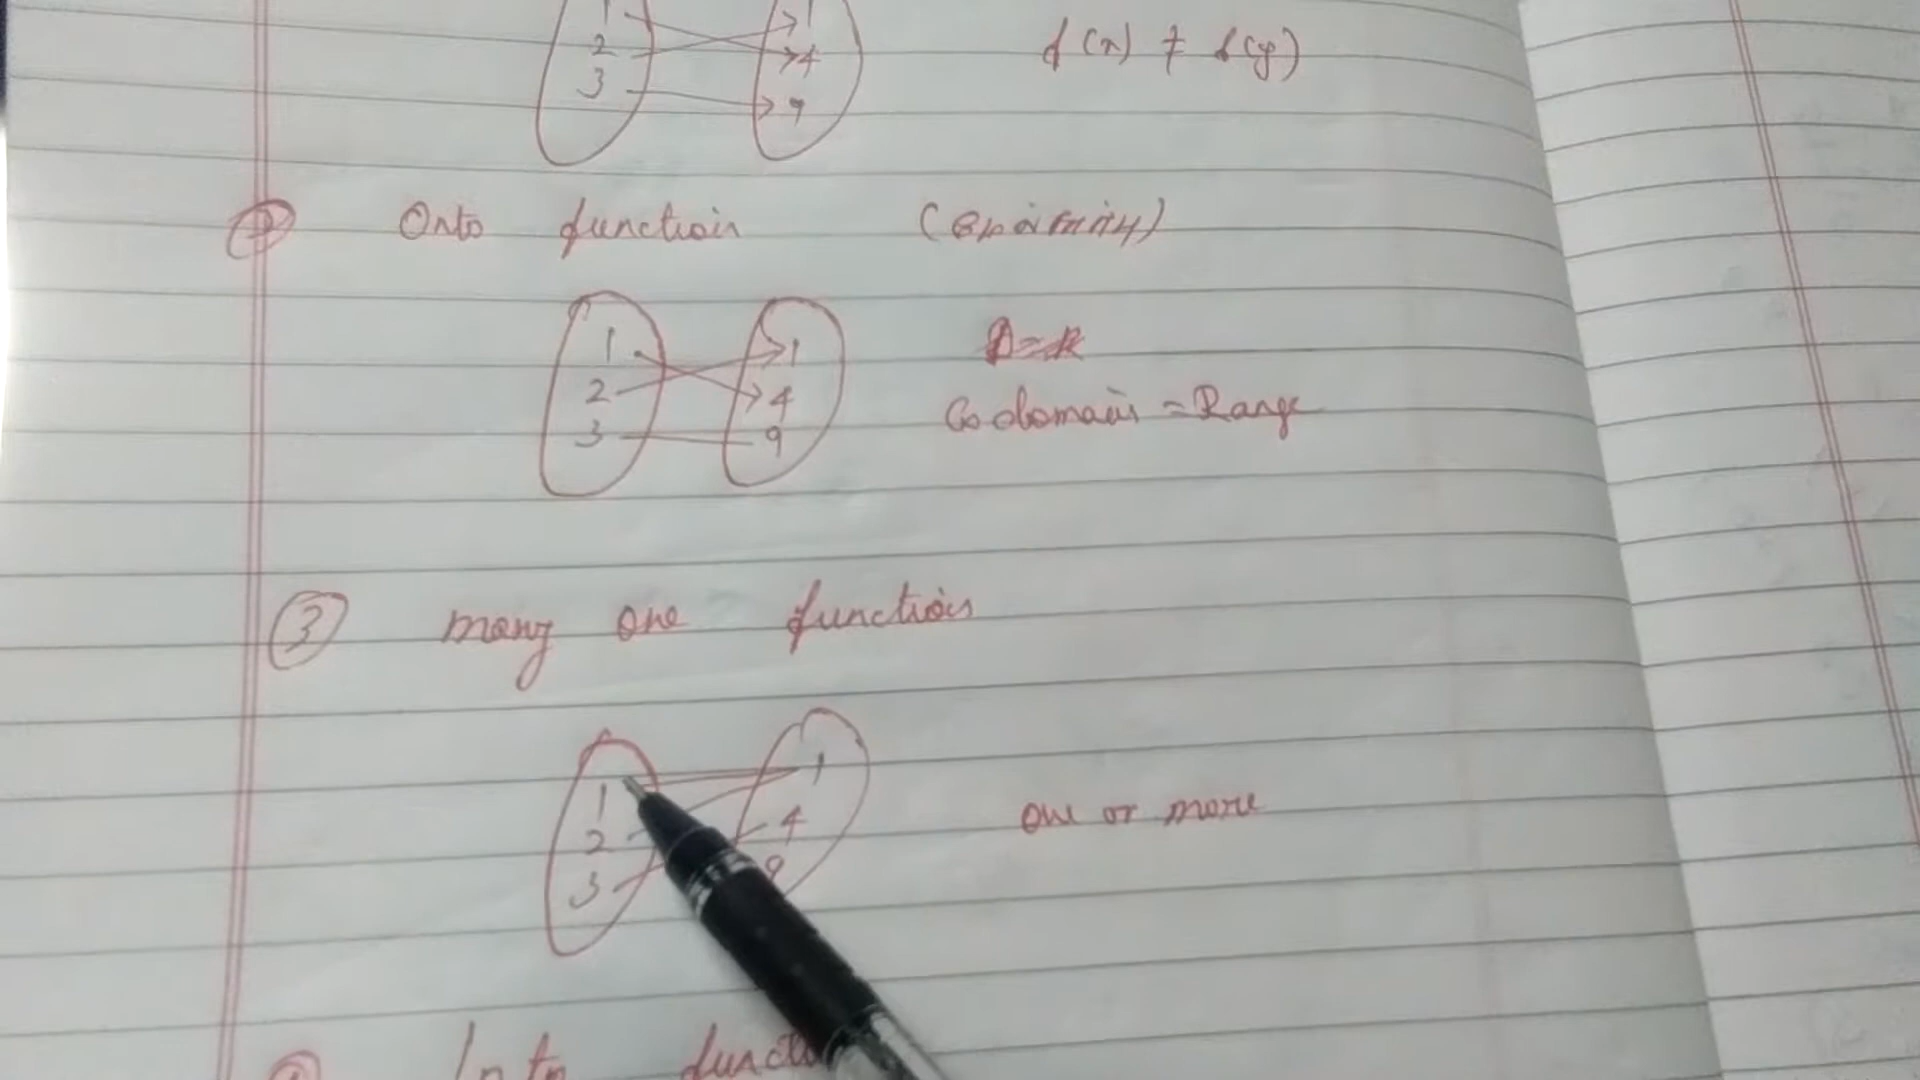 1 1
2 4 f(x) ≠ f(y)
3 9
Onto function
1 1
2 4 Codomain = Range
3 9
③ many one function
1 1
2 4 one or more
3 9
Into